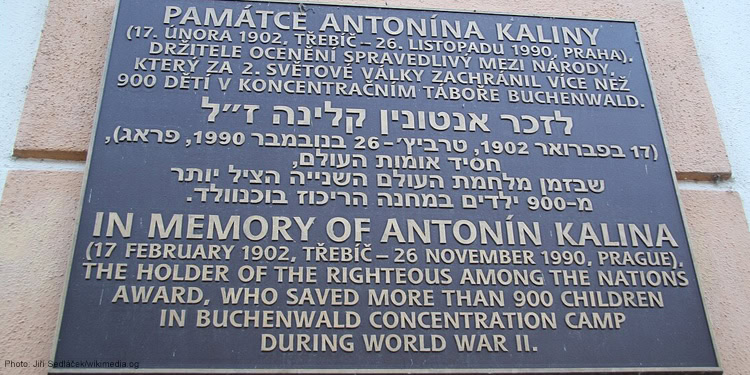 PAMÁTCE ANTONÍNA KALINY
(17. ÚNORA 1902, TŘEBÍČ – 26. LISTOPADU 1990, PRAHA),
DRŽITELE OCENĚNÍ SPRAVEDLIVÝ MEZI NÁRODY,
KTERÝ ZA 2. SVĚTOVÉ VÁLKY ZACHRÁNIL VÍCE NEŽ
900 DĚTÍ V KONCENTRAČNÍM TÁBOŘE BUCHENWALD.
לזכר אנטונין קלינה ז״ל
(17 בפברואר 1902, טרביץ׳ - 26 בנובמבר 1990, פראג),
חסיד אומות העולם,
שבזמן מלחמת העולם השנייה הציל יותר
מ-900 ילדים במחנה הריכוז בוכנוולד.
IN MEMORY OF ANTONÍN KALINA
(17 FEBRUARY 1902, TŘEBÍČ – 26 NOVEMBER 1990, PRAGUE),
THE HOLDER OF THE RIGHTEOUS AMONG THE NATIONS
AWARD, WHO SAVED MORE THAN 900 CHILDREN
IN BUCHENWALD CONCENTRATION CAMP
DURING WORLD WAR II.
Photo: Jiří Sedláček/wikimedia.og